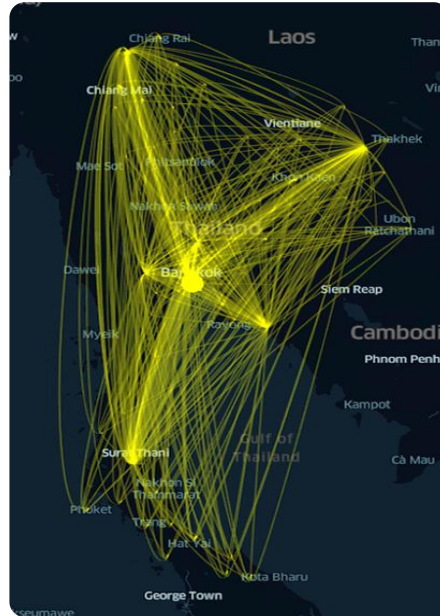 Chiang Rai
Laos
Chiang Mai
Vientiane
Thakhek
Mae Sot
Phitsanulok
Khon Kaen
Nakhon Sawan
Thailand
Ubon
Ratchathani
Dawei
Bangkok
Siem Reap
Myeik
Rayong
Cambodi
Phnom Penh
Kampot
Gulf of
Thailand
Surat Thani
Cà Mau
Nakhon Si
Thammarat
Phuket
Trang
Hat Yai
Kota Bharu
George Town
seumawe